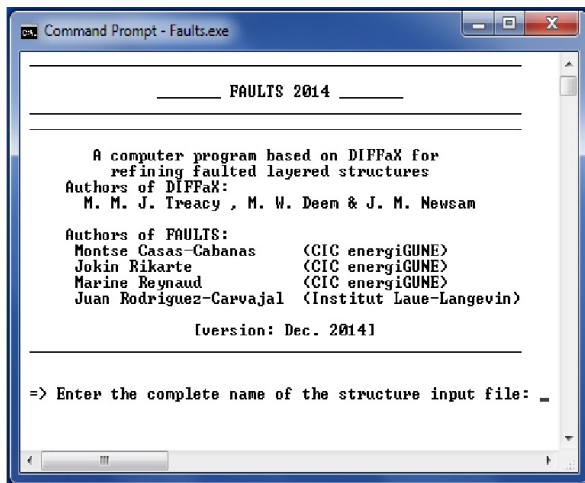 Command Prompt - Faults.exe
FAULTS 2014
A computer program based on DIFFaX for
refining faulted layered structures
Authors of DIFFaX:
M. M. J. Treacy , M. W. Deem & J. M. Newsam
Authors of FAULTS:
Montse Casas-Cabanas (CIC energiGUNE)
Jokin Rikarte (CIC energiGUNE)
Marine Reynaud (CIC energiGUNE)
Juan Rodriguez-Carvajal (Institut Laue-Langevin)
[version: Dec. 2014]
=> Enter the complete name of the structure input file: _